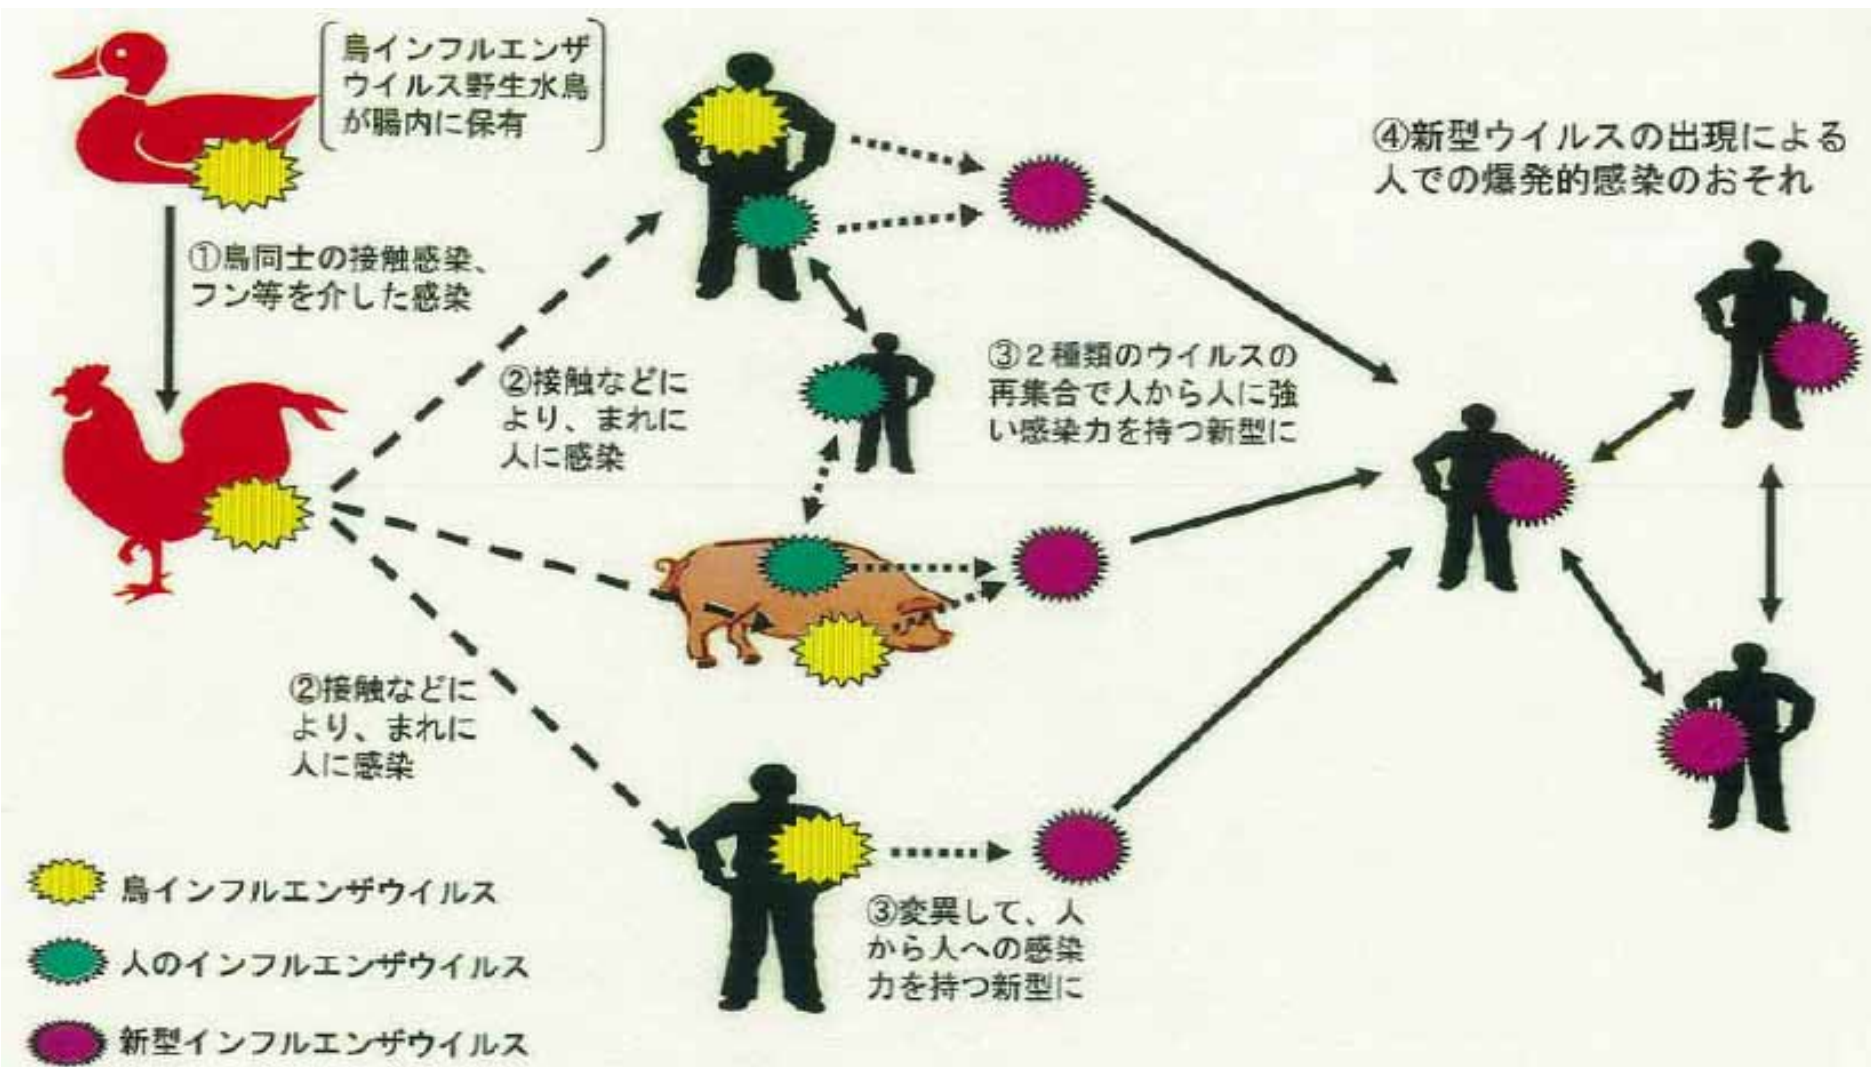 鳥インフルエンザ
ウイルス野生水鳥
が腸内に保有
①鳥同士の接触感染、
フン等を介した感染
②接触などに
より、まれに
人に感染
③２種類のウイルスの
再集合で人から人に強
い感染力を持つ新型に
④新型ウイルスの出現による
人での爆発的感染のおそれ
②接触などに
より、まれに
人に感染
③変異して、人
から人への感染
力を持つ新型に
鳥インフルエンザウイルス
人のインフルエンザウイルス
新型インフルエンザウイルス